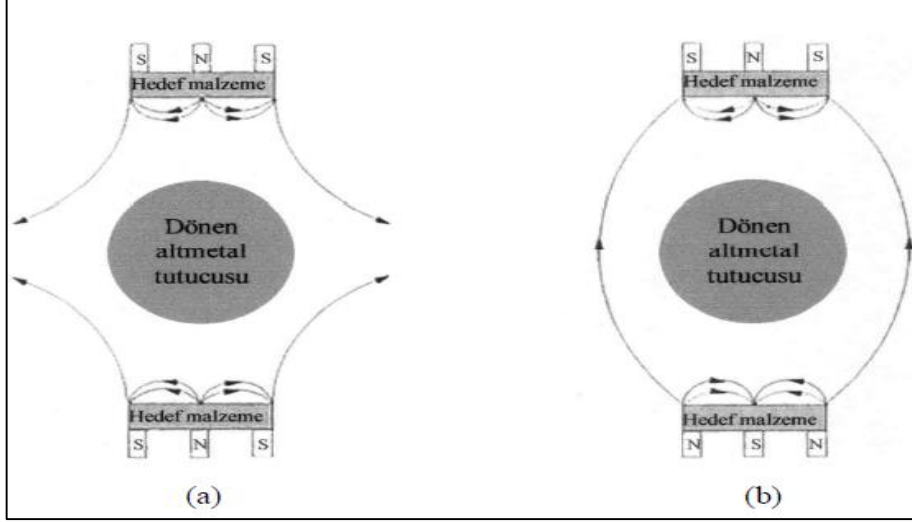 S N S
Hedef malzeme
Dönen
altmetal
tutucusu
Hedef malzeme
S N S
(a)
S N S
Hedef malzeme
Dönen
altmetal
tutucusu
Hedef malzeme
N S N
(b)